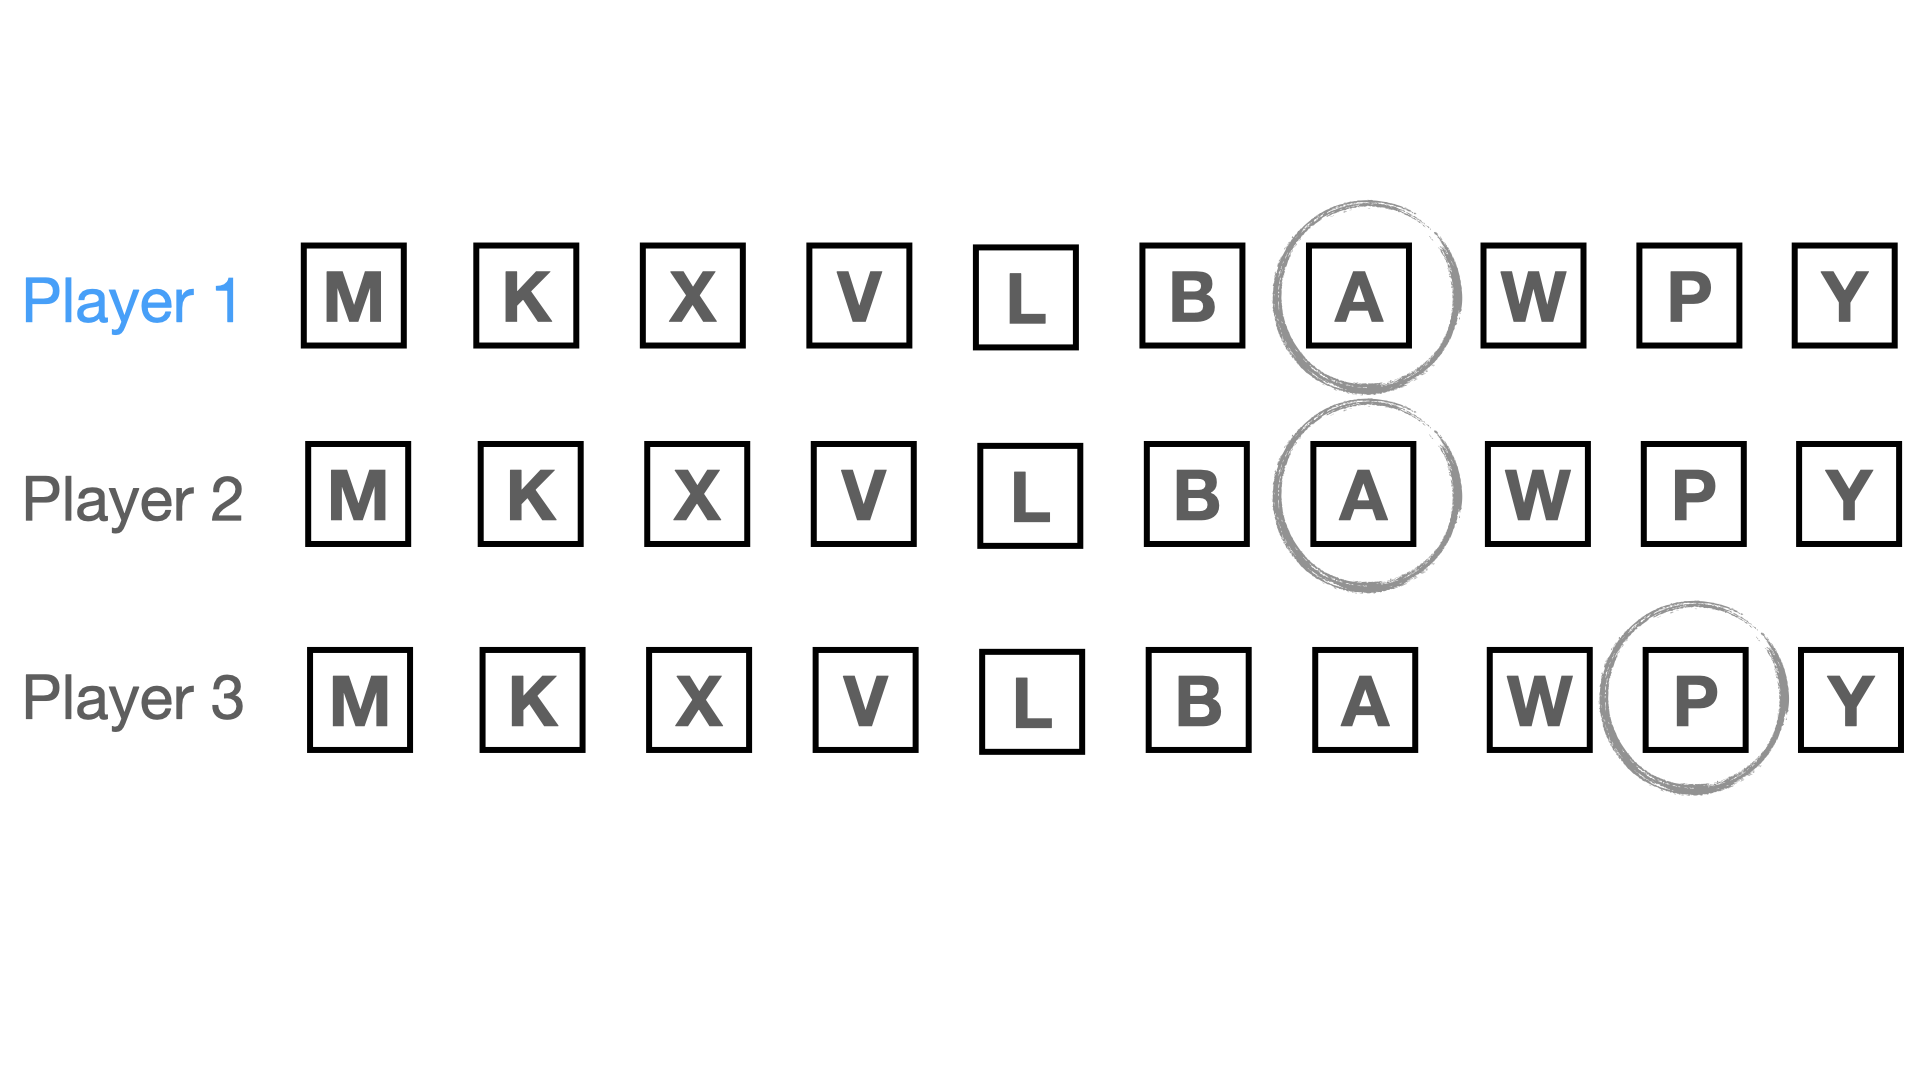 Player 1 M K X V L B A W P Y
Player 2 M K X V L B A W P Y
Player 3 M K X V L B A W P Y